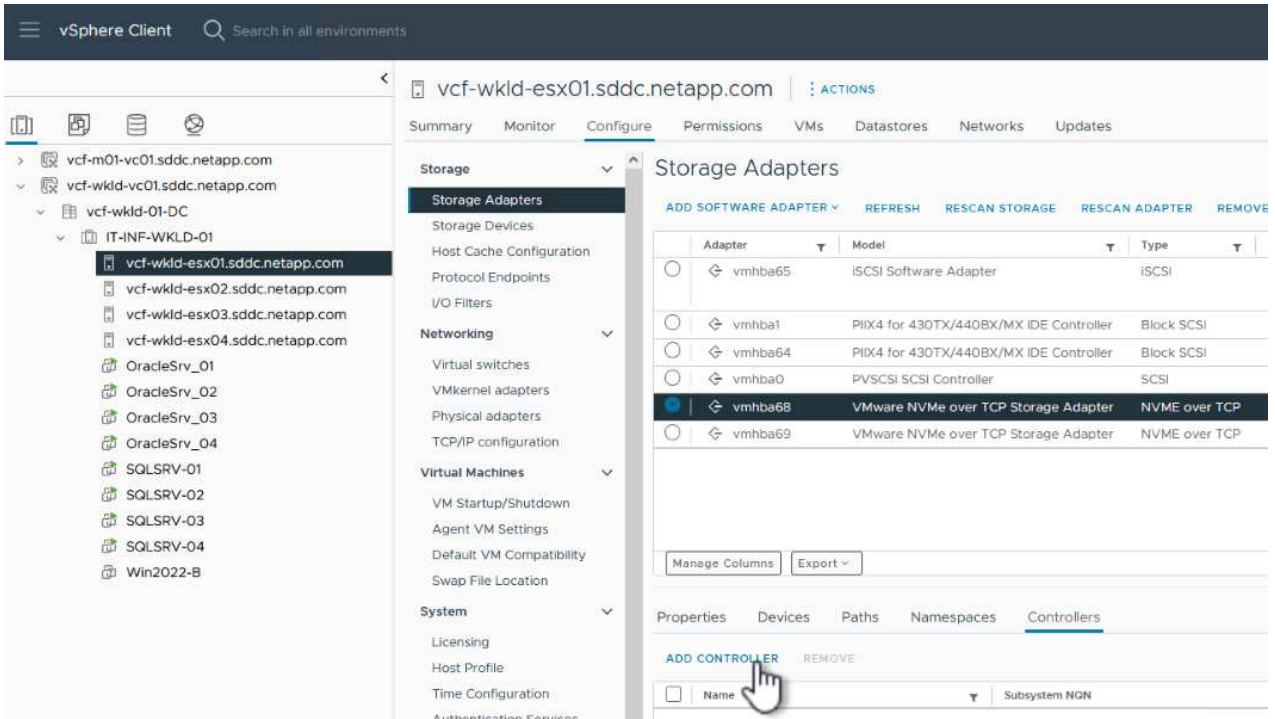 vSphere Client Search in all environments
vcf-m01-vc01.sddc.netapp.com
vcf-wkld-vc01.sddc.netapp.com
vcf-wkld-01-DC
IT-INF-WKLD-01
vcf-wkld-esx01.sddc.netapp.com
vcf-wkld-esx02.sddc.netapp.com
vcf-wkld-esx03.sddc.netapp.com
vcf-wkld-esx04.sddc.netapp.com
OracleSrv_01
OracleSrv_02
OracleSrv_03
OracleSrv_04
SQLSRV-01
SQLSRV-02
SQLSRV-03
SQLSRV-04
Win2022-B
vcf-wkld-esx01.sddc.netapp.com ACTIONS
Summary Monitor Configure Permissions VMs Datastores Networks Updates
Storage
Storage Adapters
Storage Devices
Host Cache Configuration
Protocol Endpoints
I/O Filters
Networking
Virtual switches
VMkernel adapters
Physical adapters
TCP/IP configuration
Virtual Machines
VM Startup/Shutdown
Agent VM Settings
Default VM Compatibility
Swap File Location
System
Licensing
Host Profile
Time Configuration
Authentication Services
Storage Adapters
ADD SOFTWARE ADAPTER REFRESH RESCAN STORAGE RESCAN ADAPTER REMOVE
Adapter Model Type
vmhba65 iSCSI Software Adapter iSCSI
vmhba1 PIIX4 for 430TX/440BX/MX IDE Controller Block SCSI
vmhba64 PIIX4 for 430TX/440BX/MX IDE Controller Block SCSI
vmhba0 PVSCSI SCSI Controller SCSI
vmhba68 VMware NVMe over TCP Storage Adapter NVME over TCP
vmhba69 VMware NVMe over TCP Storage Adapter NVME over TCP
Manage Columns Export
Properties Devices Paths Namespaces Controllers
ADD CONTROLLER REMOVE
Name Subsystem NQN